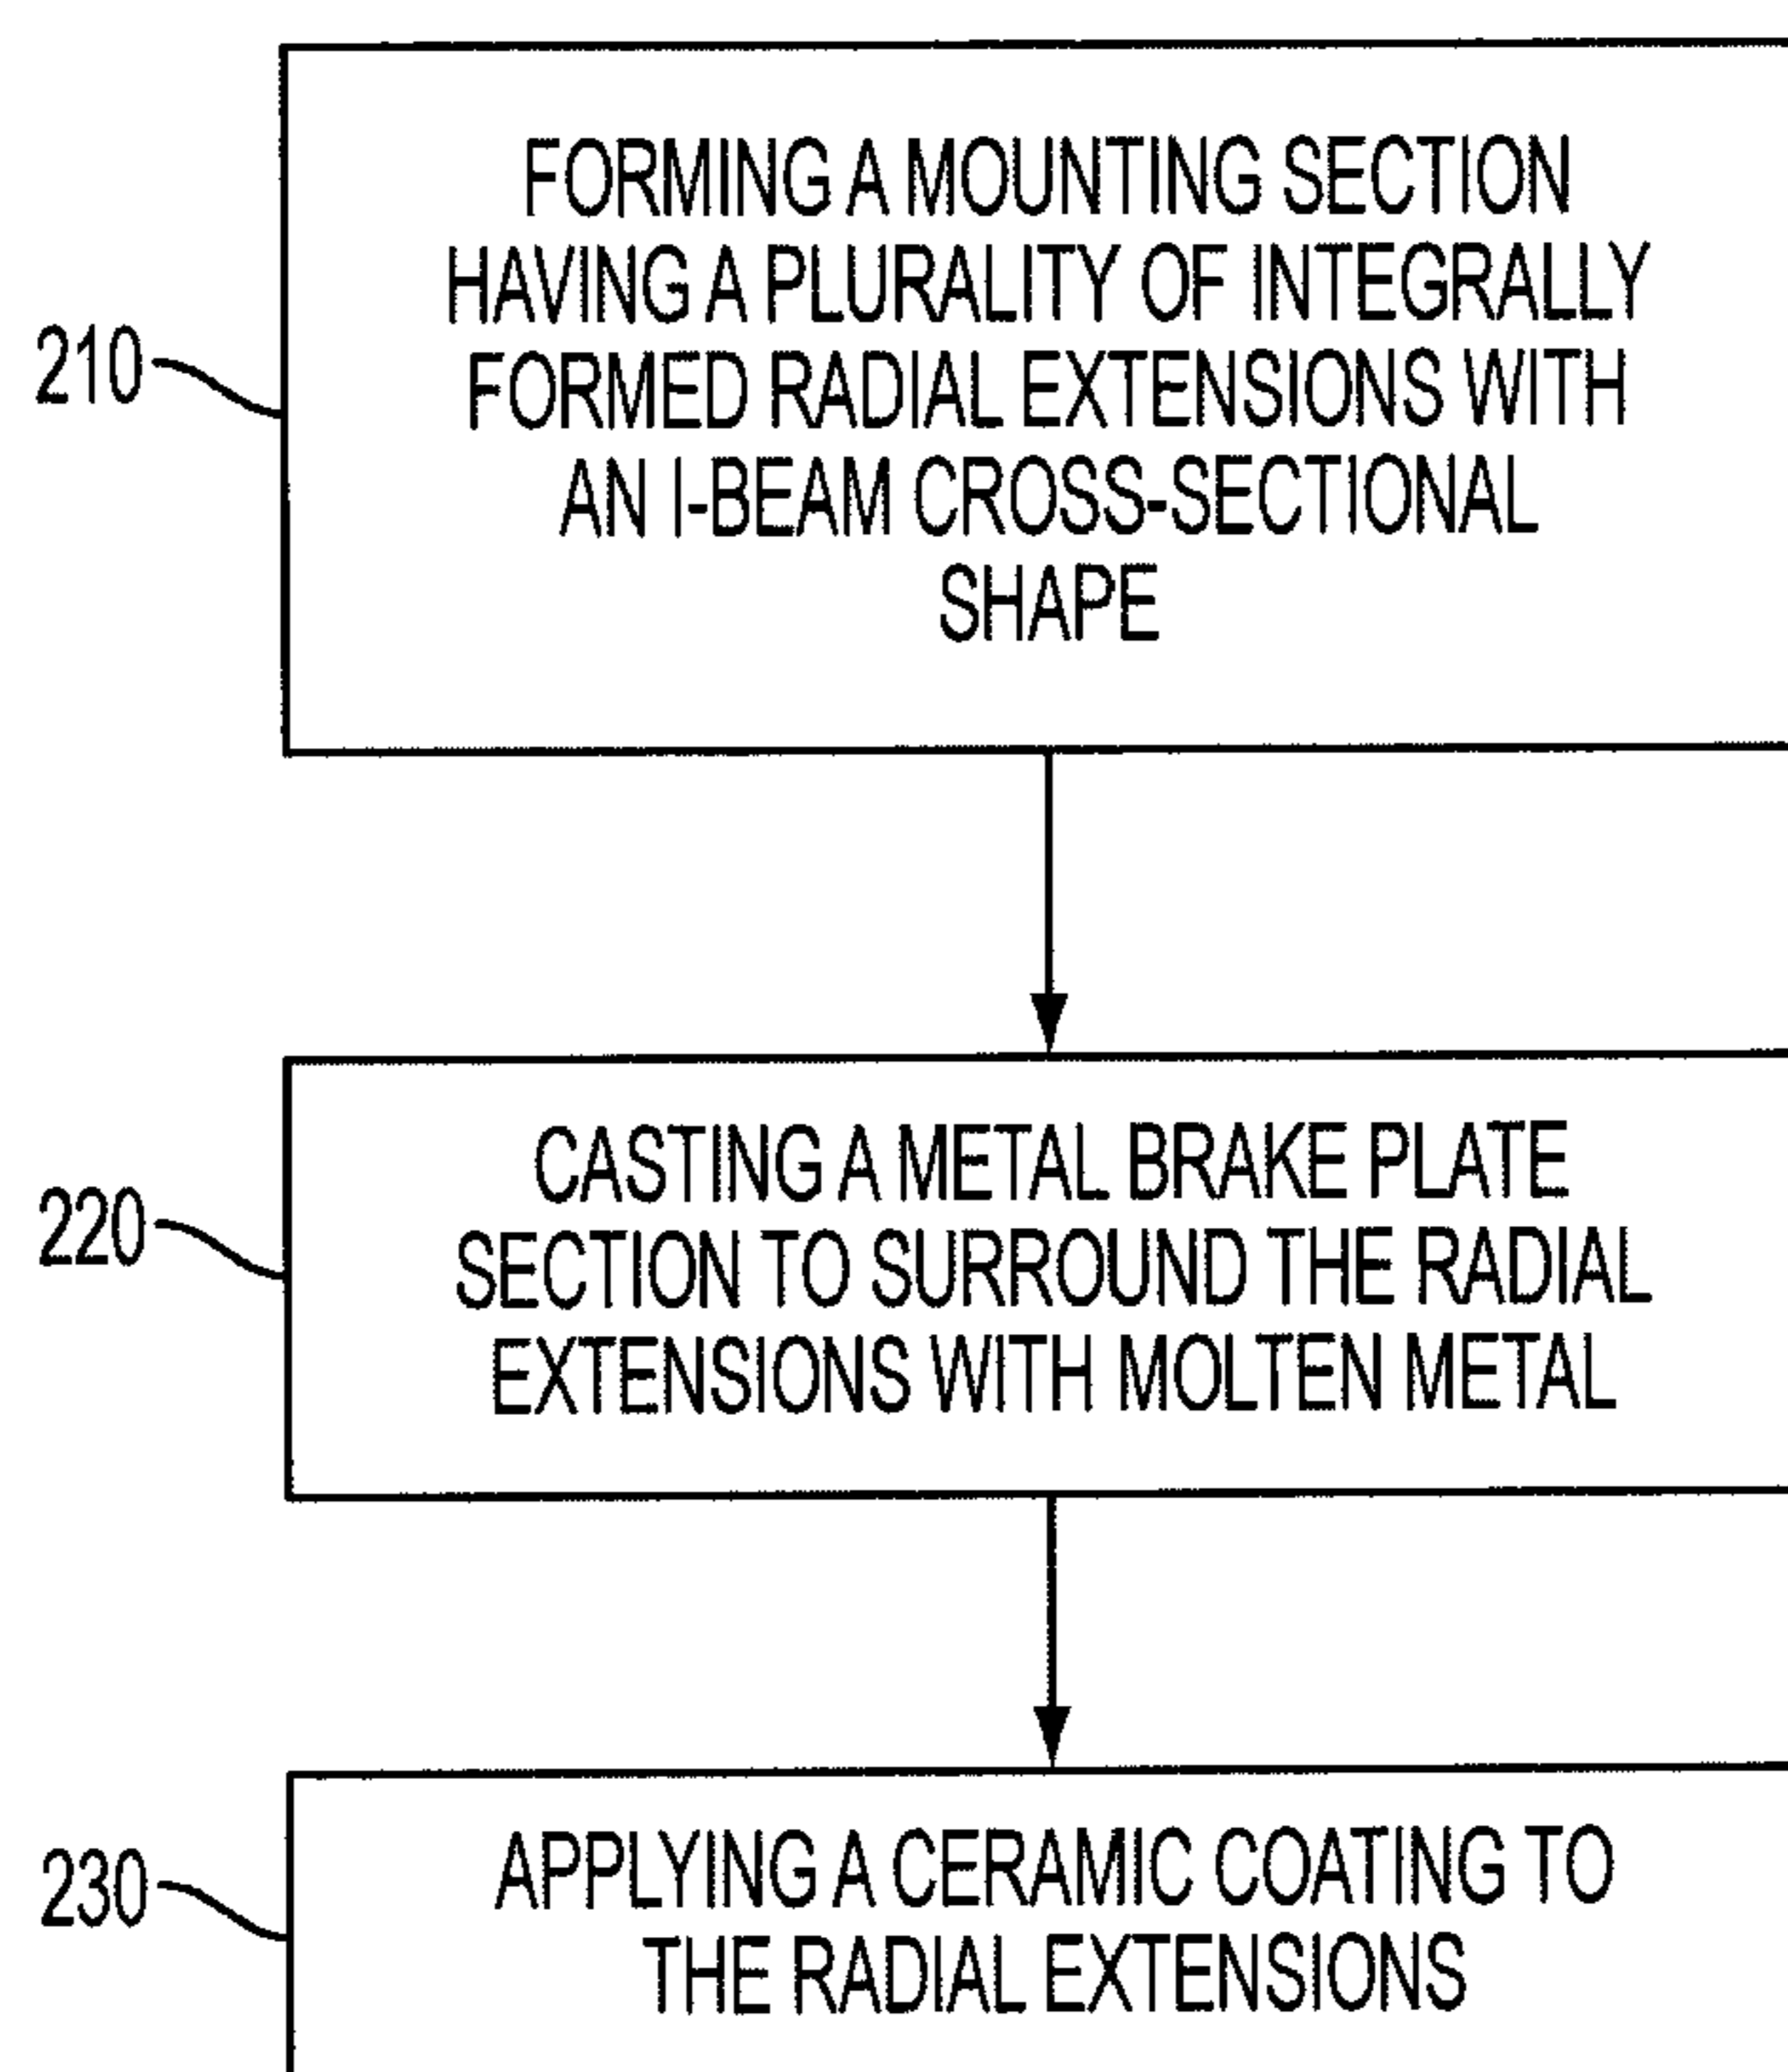 FORMING A MOUNTING SECTION
HAVING A PLURALITY OF INTEGRALLY
FORMED RADIAL EXTENSIONS WITH
AN I-BEAM CROSS-SECTIONAL
SHAPE
210
CASTING A METAL BRAKE PLATE
SECTION TO SURROUND THE RADIAL
EXTENSIONS WITH MOLTEN METAL
220
APPLYING A CERAMIC COATING TO
THE RADIAL EXTENSIONS
230